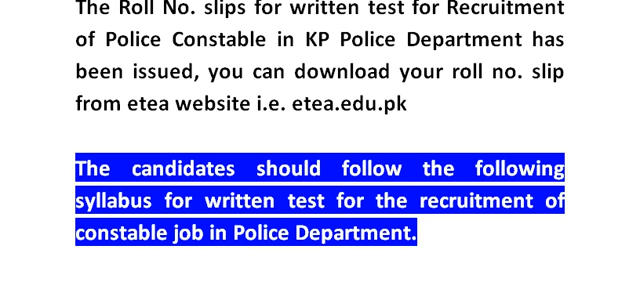 The Roll No. slips for written test for Recruitment
of Police Constable in KP Police Department has
been issued, you can download your roll no. slip
from etea website i.e. etea.edu.pk
The candidates should follow the following
syllabus for written test for the recruitment of
constable job in Police Department.